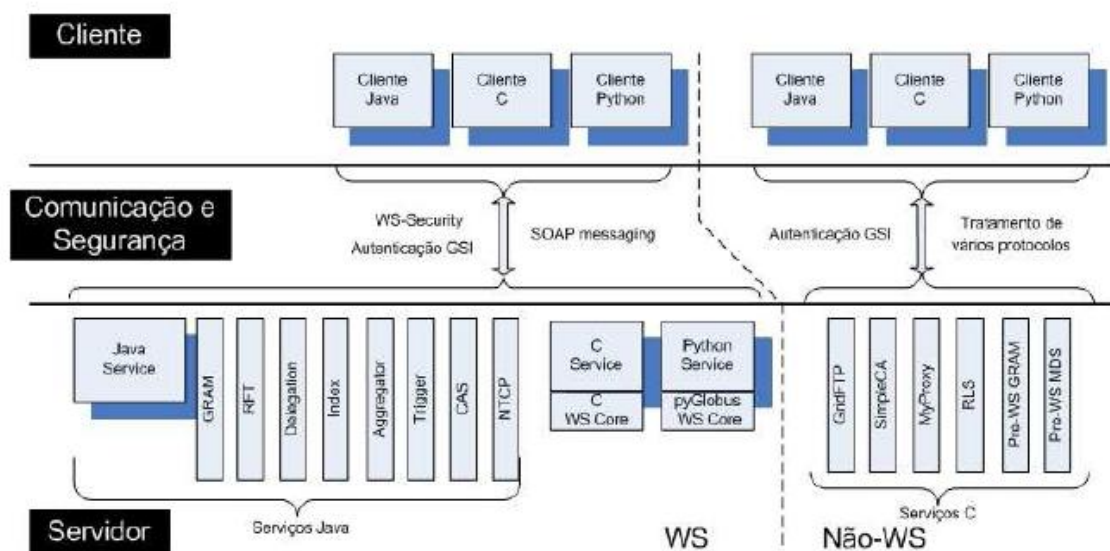 Cliente
Cliente
Java
Cliente
C
Cliente
Python
Cliente
Java
Cliente
C
Cliente
Python
Comunicação e
Segurança
WS-Security
Autenticação GSI
SOAP messaging
Autenticação GSI
Tratamento de
vários protocolos
Java
Service
GRAM
RFT
Delegation
Index
Aggregator
Trigger
CAS
NTCP
C
Service
C
WS Core
Python
Service
pyGlobus
WS Core
GridFTP
SimpleCA
MyProxy
RLS
Pre-WS GRAM
Pre-WS MDS
Serviços Java
Serviços C
Servidor
WS
Não-WS